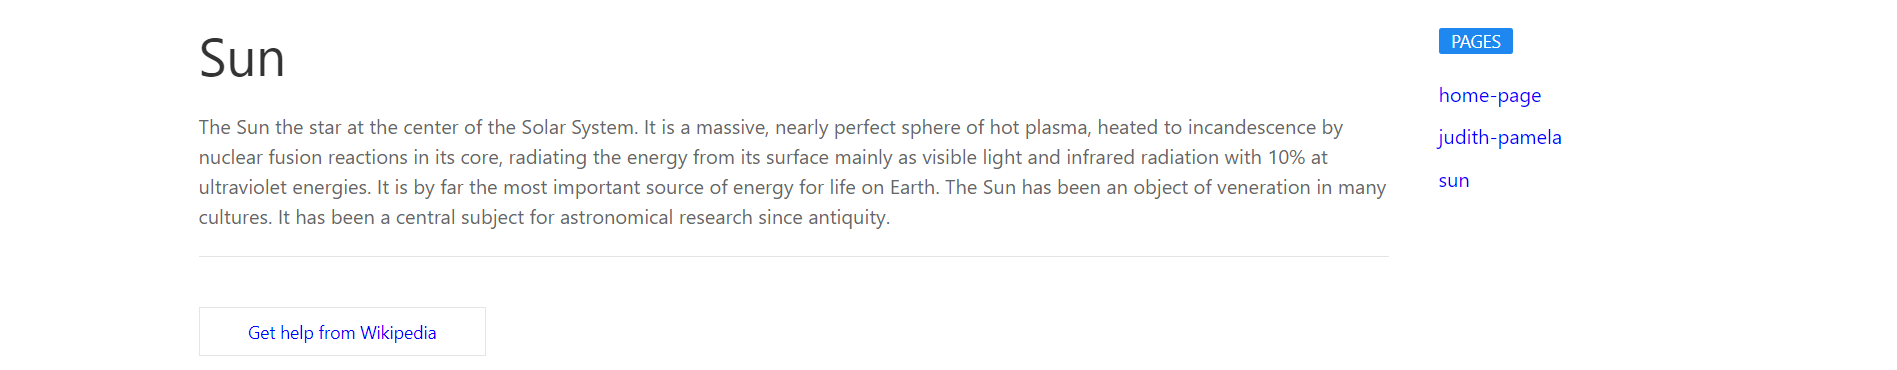 Sun
The Sun the star at the center of the Solar System. It is a massive, nearly perfect sphere of hot plasma, heated to incandescence by
nuclear fusion reactions in its core, radiating the energy from its surface mainly as visible light and infrared radiation with 10% at
ultraviolet energies. It is by far the most important source of energy for life on Earth. The Sun has been an object of veneration in many
cultures. It has been a central subject for astronomical research since antiquity.
Get help from Wikipedia
PAGES
home-page
judith-pamela
sun